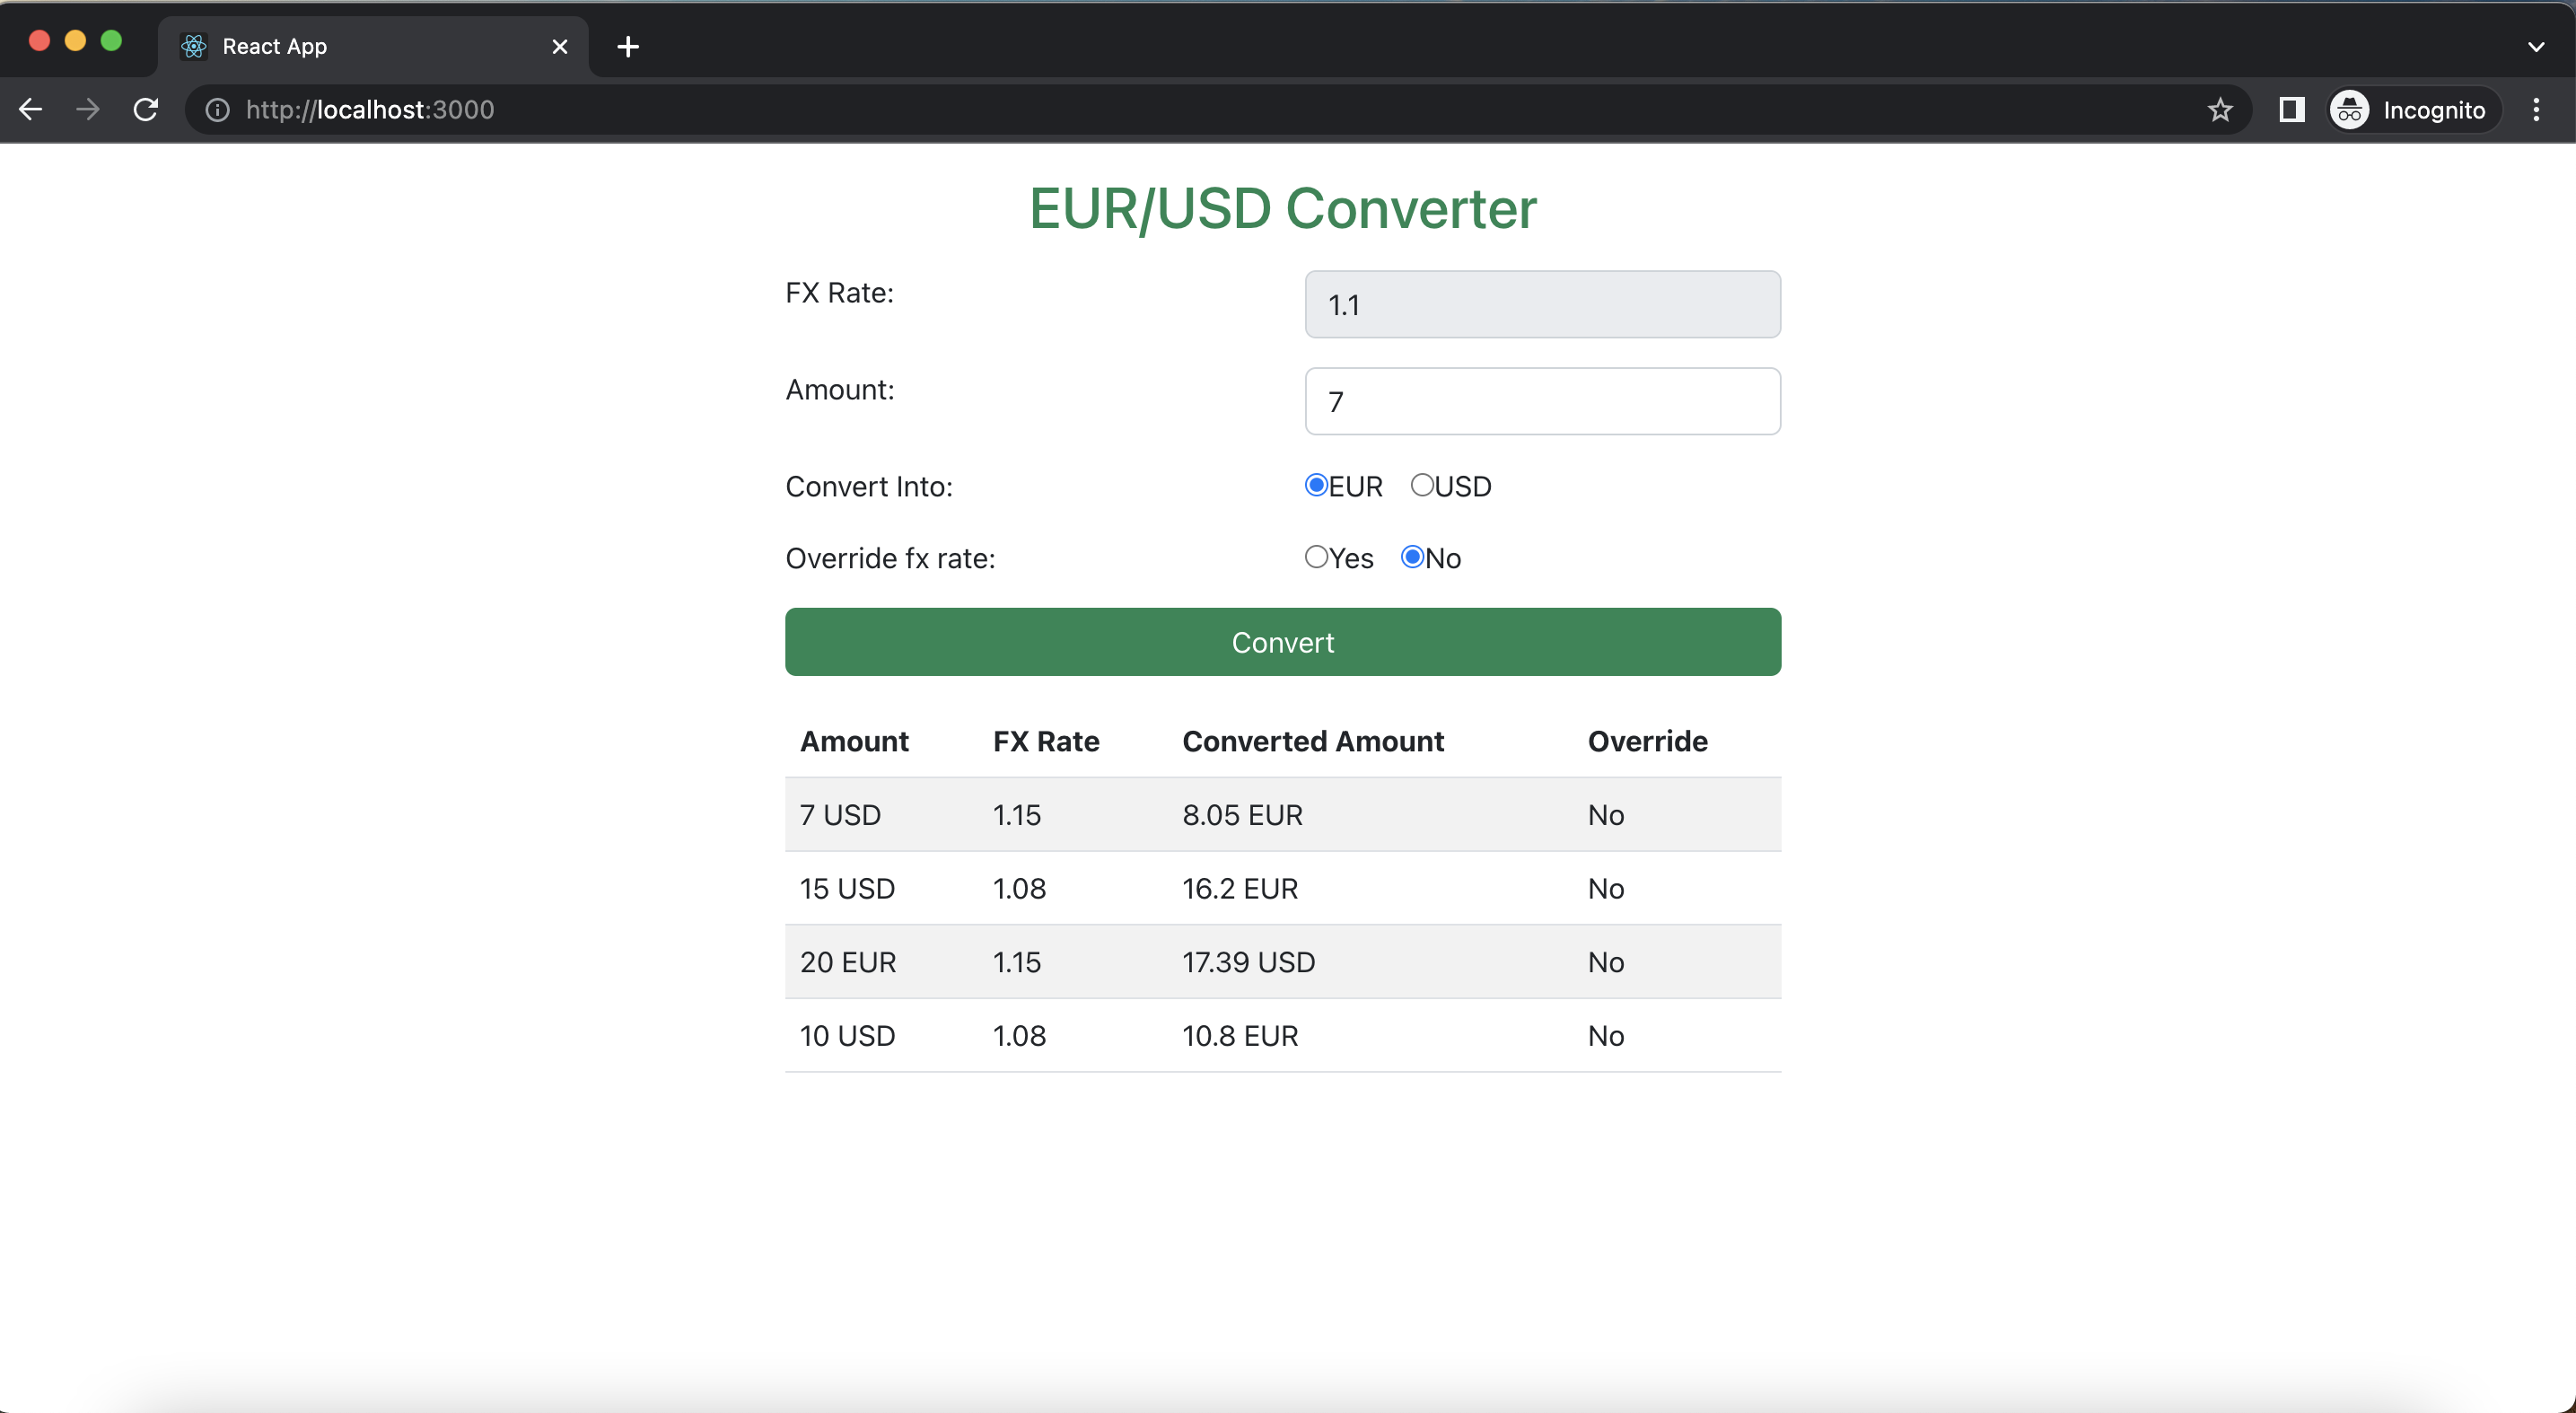 React App
http://localhost:3000
Incognito
EUR/USD Converter
FX Rate: 1.1
Amount: 7
Convert Into: EUR USD
Override fx rate: Yes No
Convert
Amount FX Rate Converted Amount Override
7 USD 1.15 8.05 EUR No
15 USD 1.08 16.2 EUR No
20 EUR 1.15 17.39 USD No
10 USD 1.08 10.8 EUR No